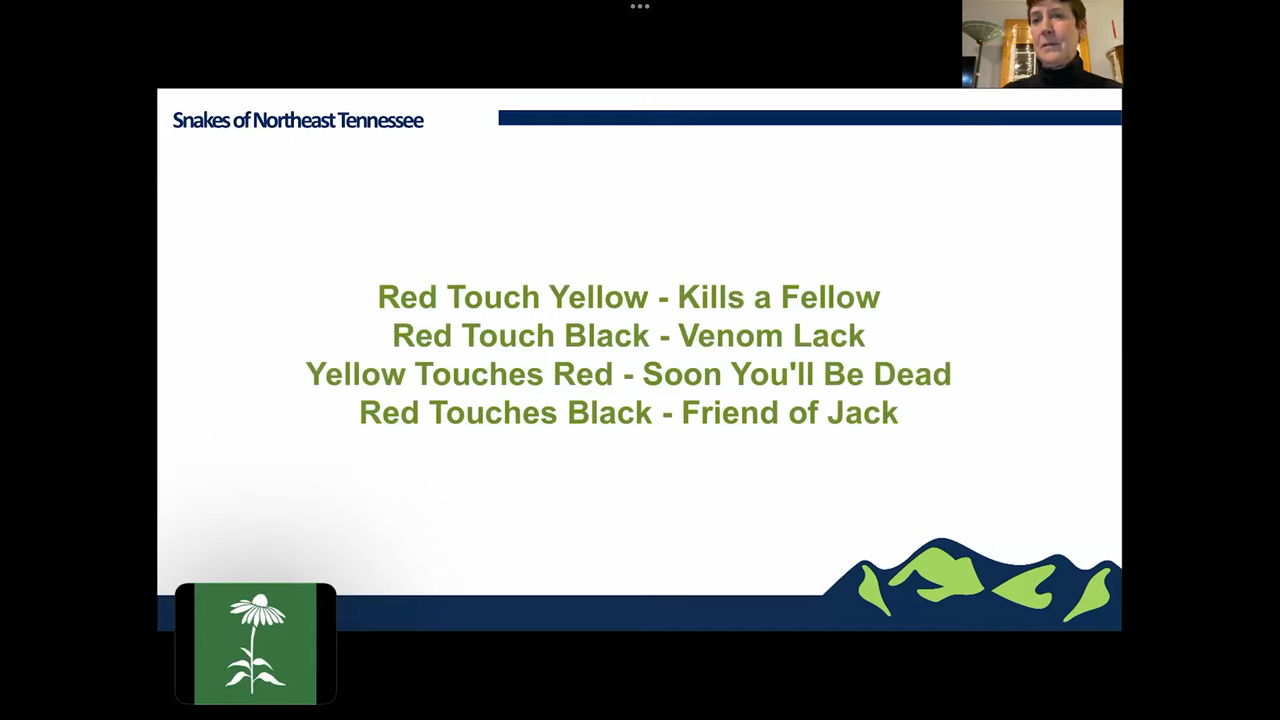 Snakes of Northeast Tennessee
Red Touch Yellow - Kills a Fellow
Red Touch Black - Venom Lack
Yellow Touches Red - Soon You'll Be Dead
Red Touches Black - Friend of Jack